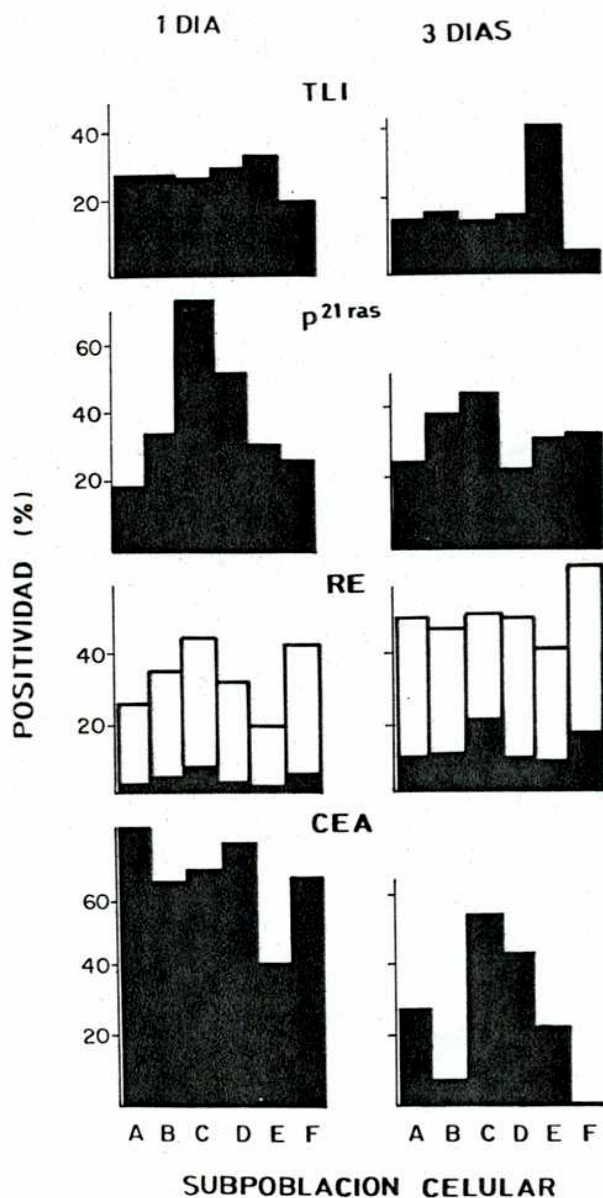 1 DIA 3 DIAS
TLI
40
20
p21 ras
60
40
20
RE
40
20
CEA
60
40
20
POSITIVIDAD (%)
A B C D E F A B C D E F
SUBPOBLACION CELULAR